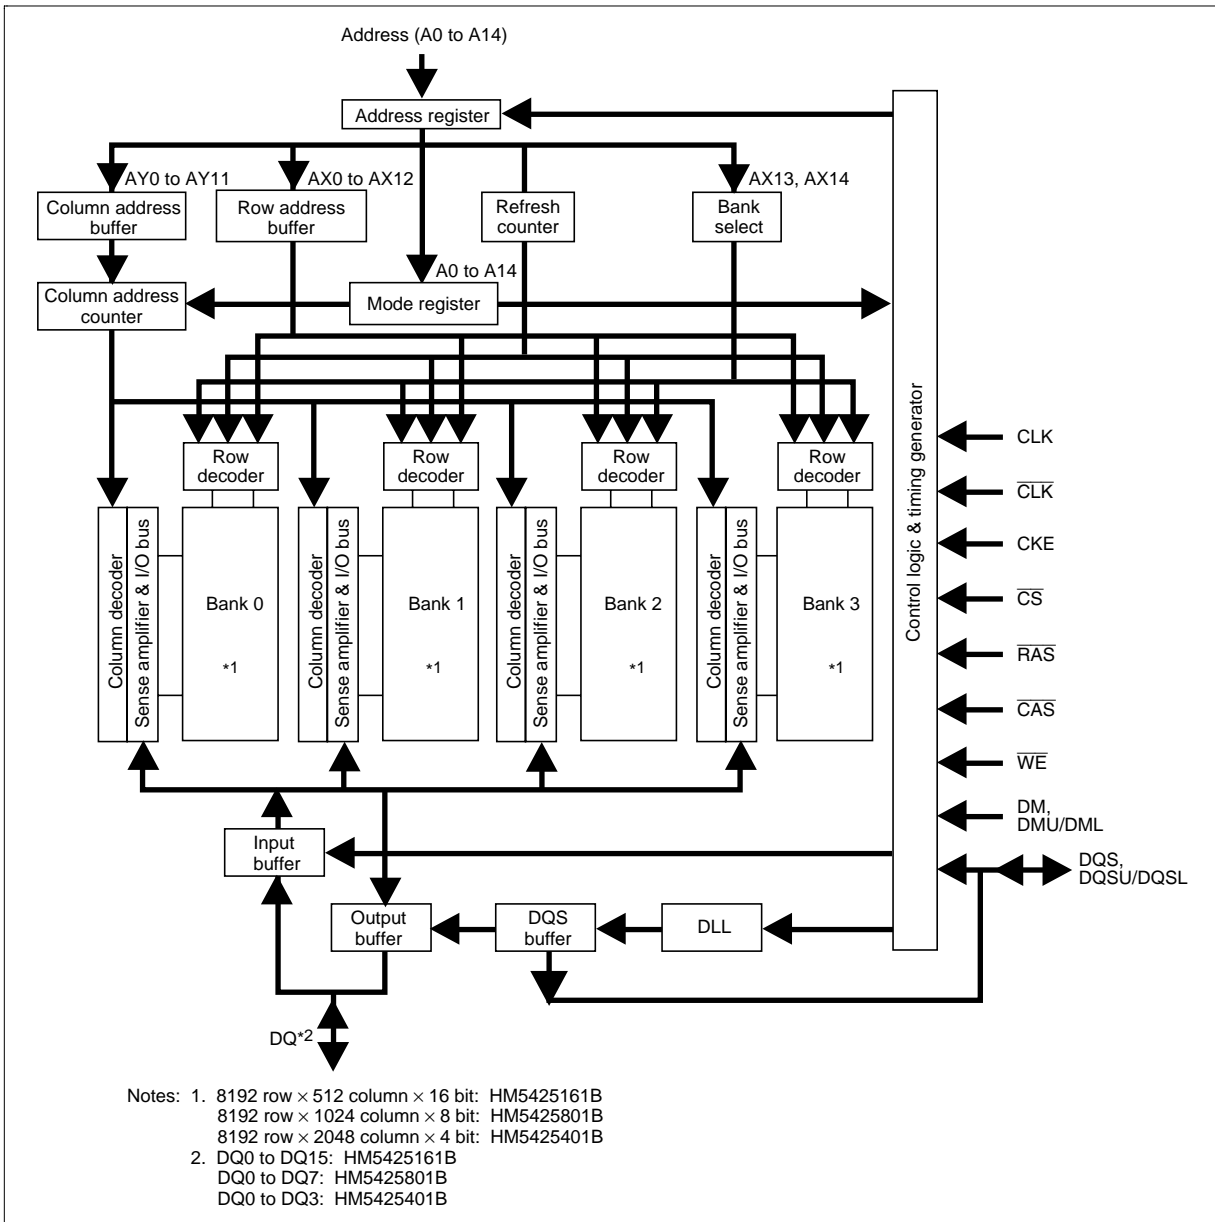 Address (A0 to A14)
Address register
AY0 to AY11
AX0 to AX12
AX13, AX14
Column address
buffer
Row address
buffer
Refresh
counter
Bank
select
A0 to A14
Column address
counter
Mode register
Row
decoder
Row
decoder
Row
decoder
Row
decoder
Column decoder
Sense amplifier & I/O bus
Bank 0
*1
Column decoder
Sense amplifier & I/O bus
Bank 1
*1
Column decoder
Sense amplifier & I/O bus
Bank 2
*1
Column decoder
Sense amplifier & I/O bus
Bank 3
*1
Control logic & timing generator
CLK
C̅L̅K̅
CKE
C̅S̅
R̅A̅S̅
C̅A̅S̅
W̅E̅
DM,
DMU/DML
DQS,
DQSU/DQSL
Input
buffer
Output
buffer
DQS
buffer
DLL
DQ*2
Notes: 1. 8192 row × 512 column × 16 bit: HM5425161B
8192 row × 1024 column × 8 bit: HM5425801B
8192 row × 2048 column × 4 bit: HM5425401B
2. DQ0 to DQ15: HM5425161B
DQ0 to DQ7: HM5425801B
DQ0 to DQ3: HM5425401B